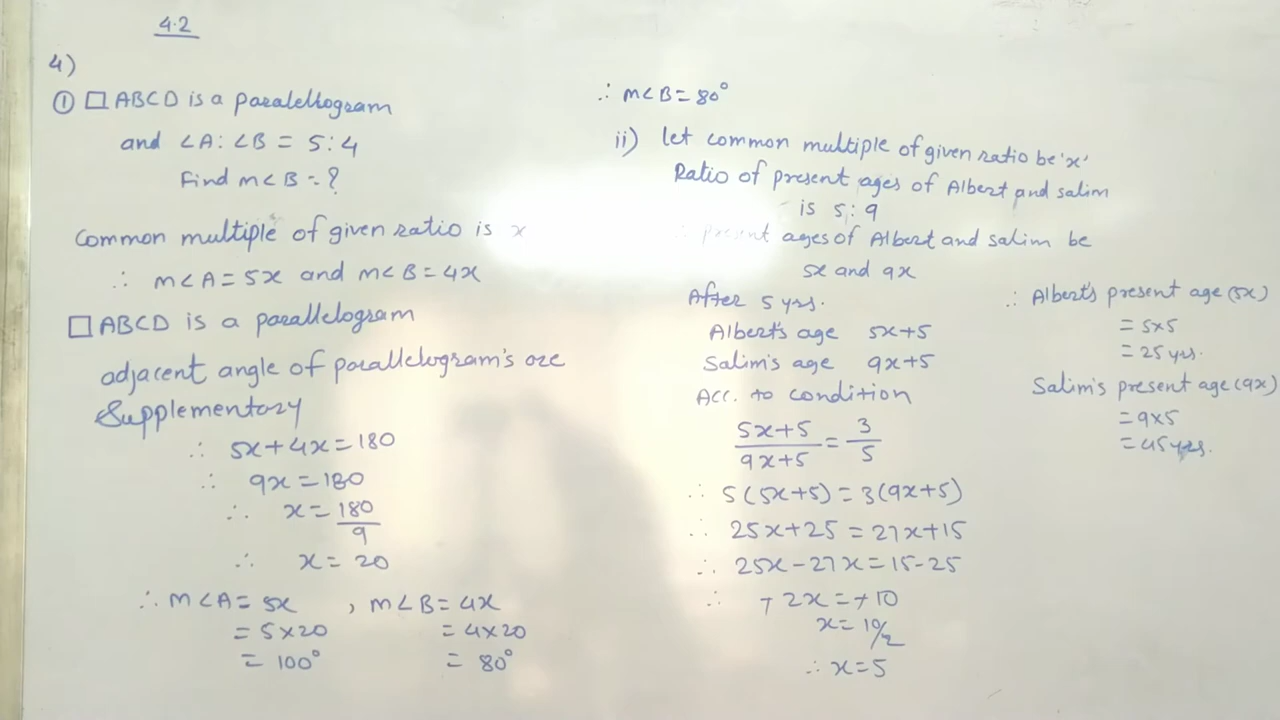 4.2
4)
① □ ABCD is a paralellogram
and ∠A : ∠B = 5 : 4
Find m∠B = ?
Common multiple of given ratio is x
∴ m∠A = 5x and m∠B = 4x
□ ABCD is a parallelogram
adjacent angle of parallelogram's are
Supplementary
∴ 5x + 4x = 180
∴ 9x = 180
∴ x = 180/9
∴ x = 20
∴ m∠A = 5x , m∠B = 4x
= 5 × 20 = 4 × 20
= 100° = 80°
∴ m∠B = 80°
ii) let common multiple of given ratio be 'x'
Ratio of present ages of Albert and salim
is 5 : 9
∴ present ages of Albert and salim be
5x and 9x
After 5 yrs.
Albert's age 5x+5
Salim's age 9x+5
Acc. to condition
5x+5/9x+5 = 3/5
∴ 5(5x+5) = 3(9x+5)
∴ 25x+25 = 27x+15
∴ 25x-27x = 15-25
∴ +2x = +10
x = 10/2
∴ x = 5
∴ Albert's present age (5x)
= 5×5
= 25 yrs.
Salim's present age (9x)
= 9×5
= 45 yrs.